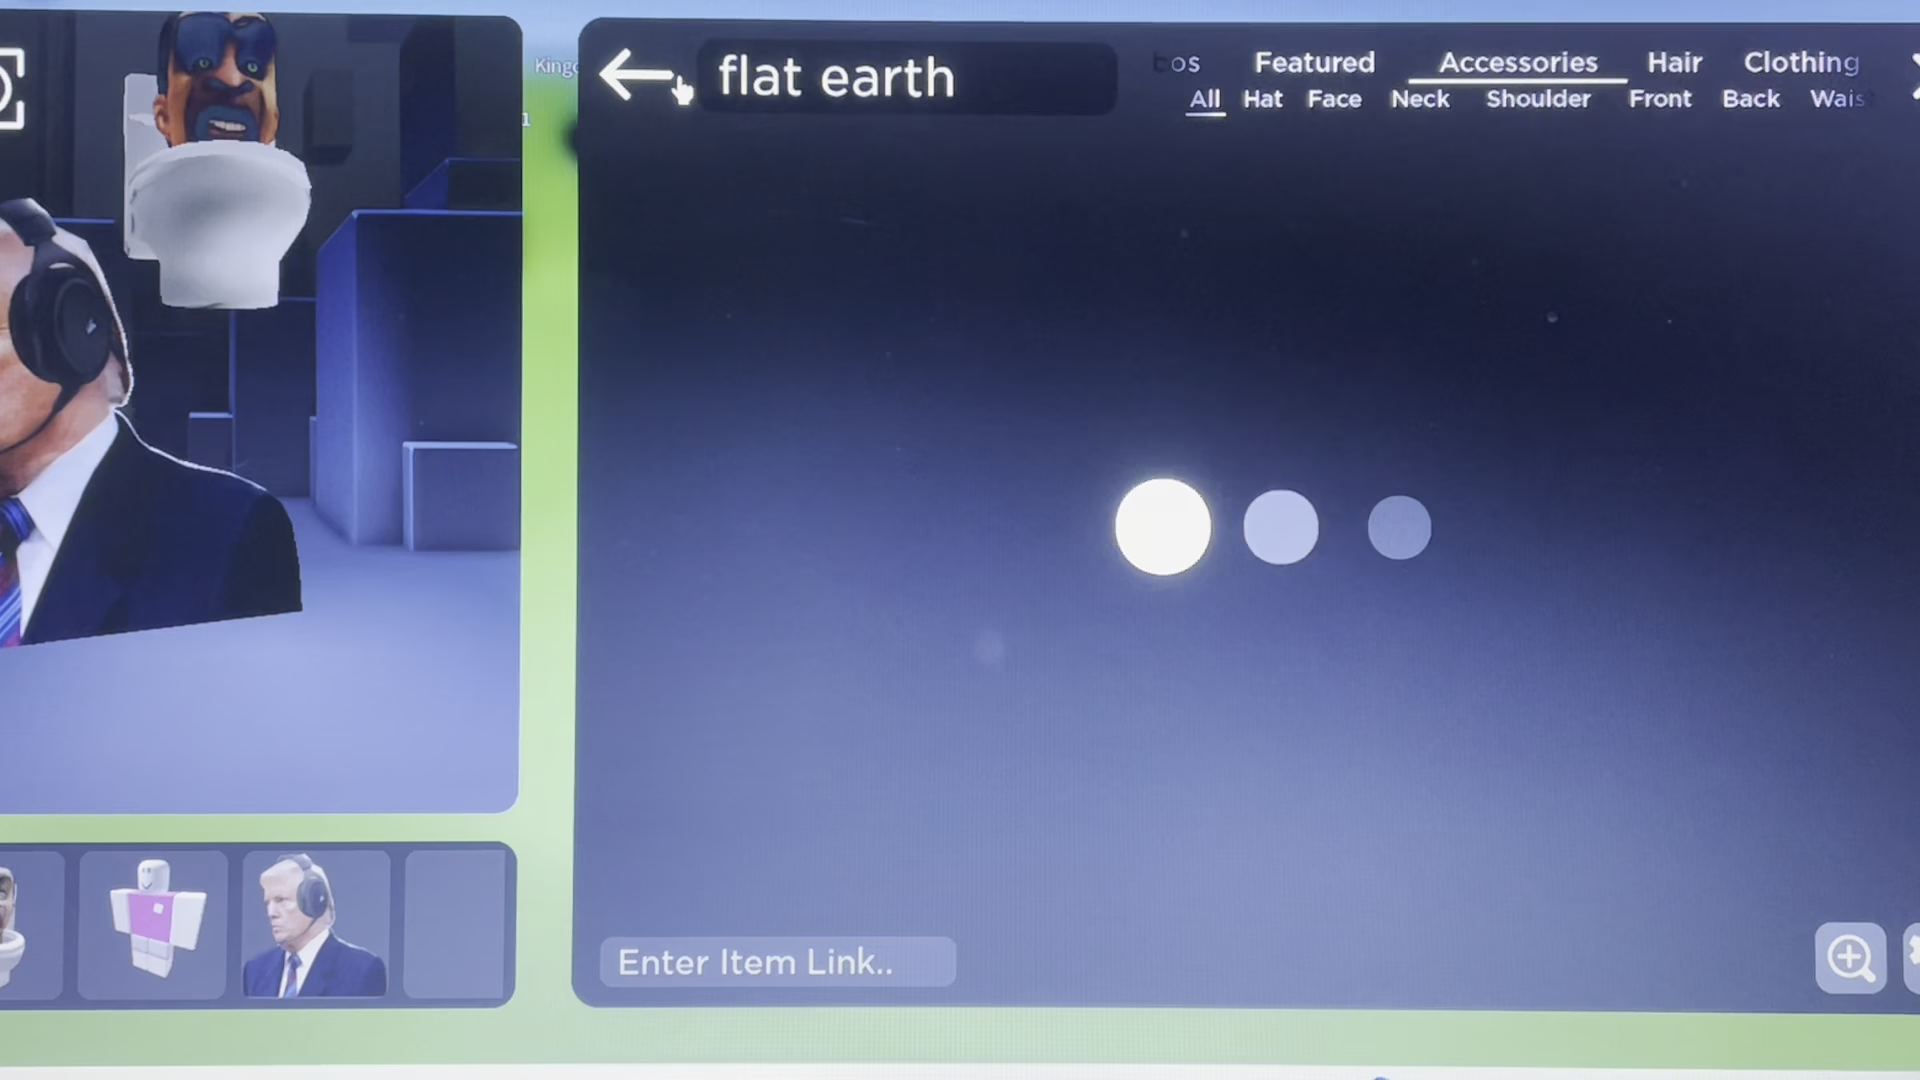 flat earth
Featured Accessories Hair Clothing
All Hat Face Neck Shoulder Front Back
Enter Item Link..